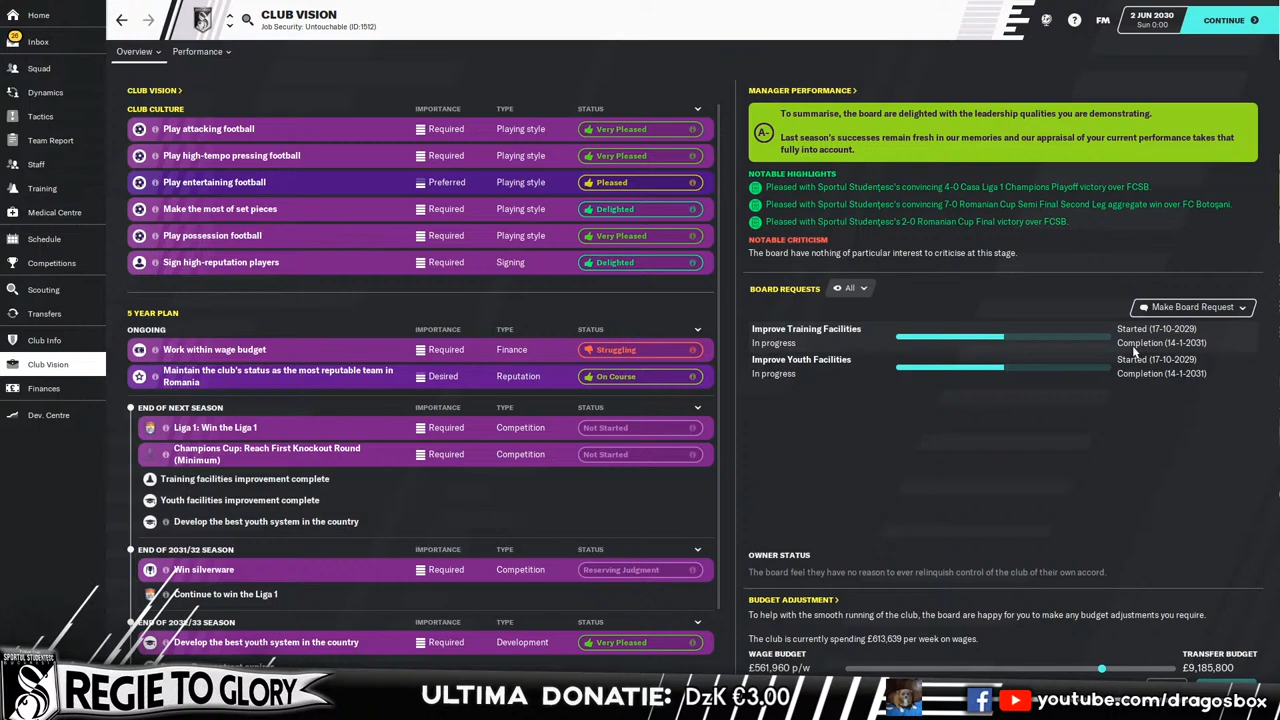 Home
26
Inbox
Squad
Dynamics
Tactics
Team Report
Staff
Training
Medical Centre
Schedule
Competitions
Scouting
Transfers
Club Info
Club Vision
Finances
Dev. Centre
CLUB VISION
Job Security: Untouchable (ID:1512)
FM
2 JUN 2030
Sun 0:00
CONTINUE
Overview
Performance
CLUB VISION >
CLUB CULTURE IMPORTANCE TYPE STATUS
Play attacking football Required Playing style Very Pleased
Play high-tempo pressing football Required Playing style Very Pleased
Play entertaining football Preferred Playing style Pleased
Make the most of set pieces Required Playing style Delighted
Play possession football Required Playing style Very Pleased
Sign high-reputation players Required Signing Delighted
5 YEAR PLAN
ONGOING IMPORTANCE TYPE STATUS
Work within wage budget Required Finance Struggling
Maintain the club's status as the most reputable team in
Romania
Desired Reputation On Course
END OF NEXT SEASON IMPORTANCE TYPE STATUS
Liga 1: Win the Liga 1 Required Competition Not Started
Champions Cup: Reach First Knockout Round
(Minimum)
Required Competition Not Started
Training facilities improvement complete
Youth facilities improvement complete
Develop the best youth system in the country
END OF 2031/32 SEASON IMPORTANCE TYPE STATUS
Win silverware Required Competition Reserving Judgment
Continue to win the Liga 1
END OF 2032/33 SEASON IMPORTANCE TYPE STATUS
Develop the best youth system in the country Required Development Very Pleased
MANAGER PERFORMANCE >
A-
To summarise, the board are delighted with the leadership qualities you are demonstrating.
Last season's successes remain fresh in our memories and our appraisal of your current performance takes that
fully into account.
NOTABLE HIGHLIGHTS
Pleased with Sportul Studențesc's convincing 4-0 Casa Liga 1 Champions Playoff victory over FCSB.
Pleased with Sportul Studențesc's convincing 7-0 Romanian Cup Semi Final Second Leg aggregate win over FC Botoșani.
Pleased with Sportul Studențesc's 2-0 Romanian Cup Final victory over FCSB.
NOTABLE CRITICISM
The board have nothing of particular interest to criticise at this stage.
BOARD REQUESTS All
Make Board Request
Improve Training Facilities Started (17-10-2029)
In progress Completion (14-1-2031)
Improve Youth Facilities Started (17-10-2029)
In progress Completion (14-1-2031)
OWNER STATUS
The board feel they have no reason to ever relinquish control of the club of their own accord.
BUDGET ADJUSTMENT >
To help with the smooth running of the club, the board are happy for you to make any budget adjustments you require.
The club is currently spending £613,639 per week on wages.
WAGE BUDGET TRANSFER BUDGET
£561,960 p/w £9,185,800
REGIE TO GLORY
ULTIMA DONATIE: DzK €3.00
youtube.com/dragosbox